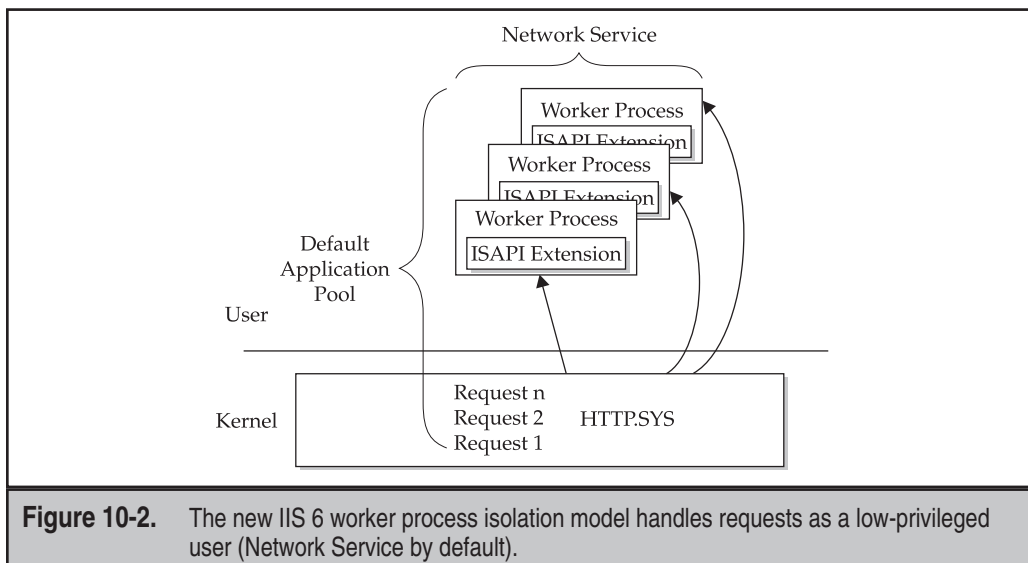 Network Service
Worker Process
ISAPI Extension
Worker Process
ISAPI Extension
Worker Process
ISAPI Extension
Default
Application
Pool
User
Kernel
Request n
Request 2 HTTP.SYS
Request 1
Figure 10-2. The new IIS 6 worker process isolation model handles requests as a low-privileged
user (Network Service by default).